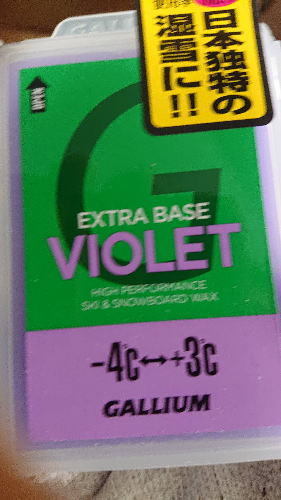 日本独特の
湿雪に!!
OPEN
G
EXTRA BASE
VIOLET
HIGH PERFORMANCE
SKI & SNOWBOARD WAX
-4℃↔+3℃
GALLIUM